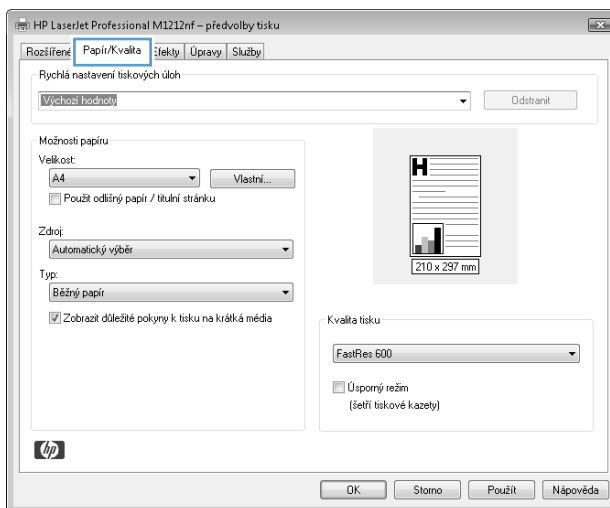 HP LaserJet Professional M1212nf – předvolby tisku
Rozšířené Papír/Kvalita Efekty Úpravy Služby
Rychlá nastavení tiskových úloh
Výchozí hodnoty Odstranit
Možnosti papíru
Velikost:
A4 Vlastní...
Použít odlišný papír / titulní stránku
Zdroj:
Automatický výběr
Typ:
Běžný papír
Zobrazit důležité pokyny k tisku na krátká média
H
210 x 297 mm
Kvalita tisku
FastRes 600
Úsporný režim
(šetří tiskové kazety)
hp
OK Storno Použít Nápověda